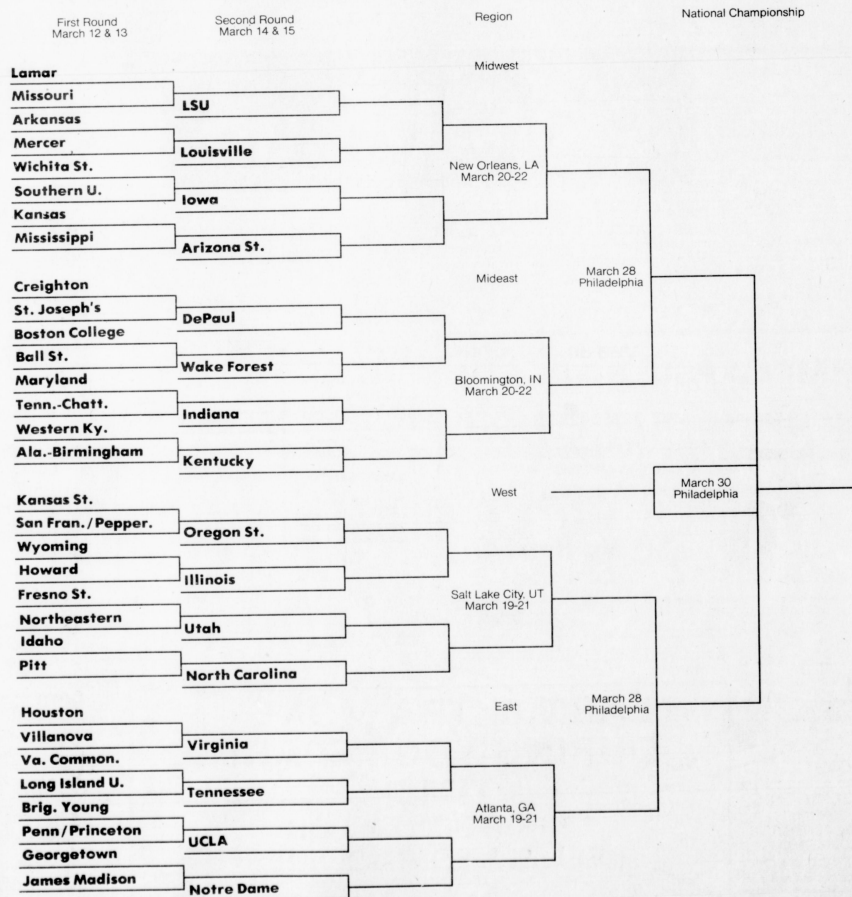 First Round
March 12 & 13
Second Round
March 14 & 15
Region
National Championship
Midwest
Lamar
Missouri
LSU
Arkansas
Mercer
Louisville
Wichita St.
New Orleans, LA
March 20-22
Southern U.
Iowa
Kansas
Mississippi
Arizona St.
March 28
Philadelphia
Mideast
Creighton
St. Joseph's
DePaul
Boston College
Ball St.
Wake Forest
Maryland
Bloomington, IN
March 20-22
Tenn.-Chatt.
Indiana
Western Ky.
Ala.-Birmingham
Kentucky
March 30
Philadelphia
West
Kansas St.
San Fran./Pepper.
Oregon St.
Wyoming
Howard
Illinois
Fresno St.
Salt Lake City, UT
March 19-21
Northeastern
Utah
Idaho
Pitt
North Carolina
March 28
Philadelphia
East
Houston
Villanova
Virginia
Va. Common.
Long Island U.
Tennessee
Brig. Young
Atlanta, GA
March 19-21
Penn/Princeton
UCLA
Georgetown
James Madison
Notre Dame